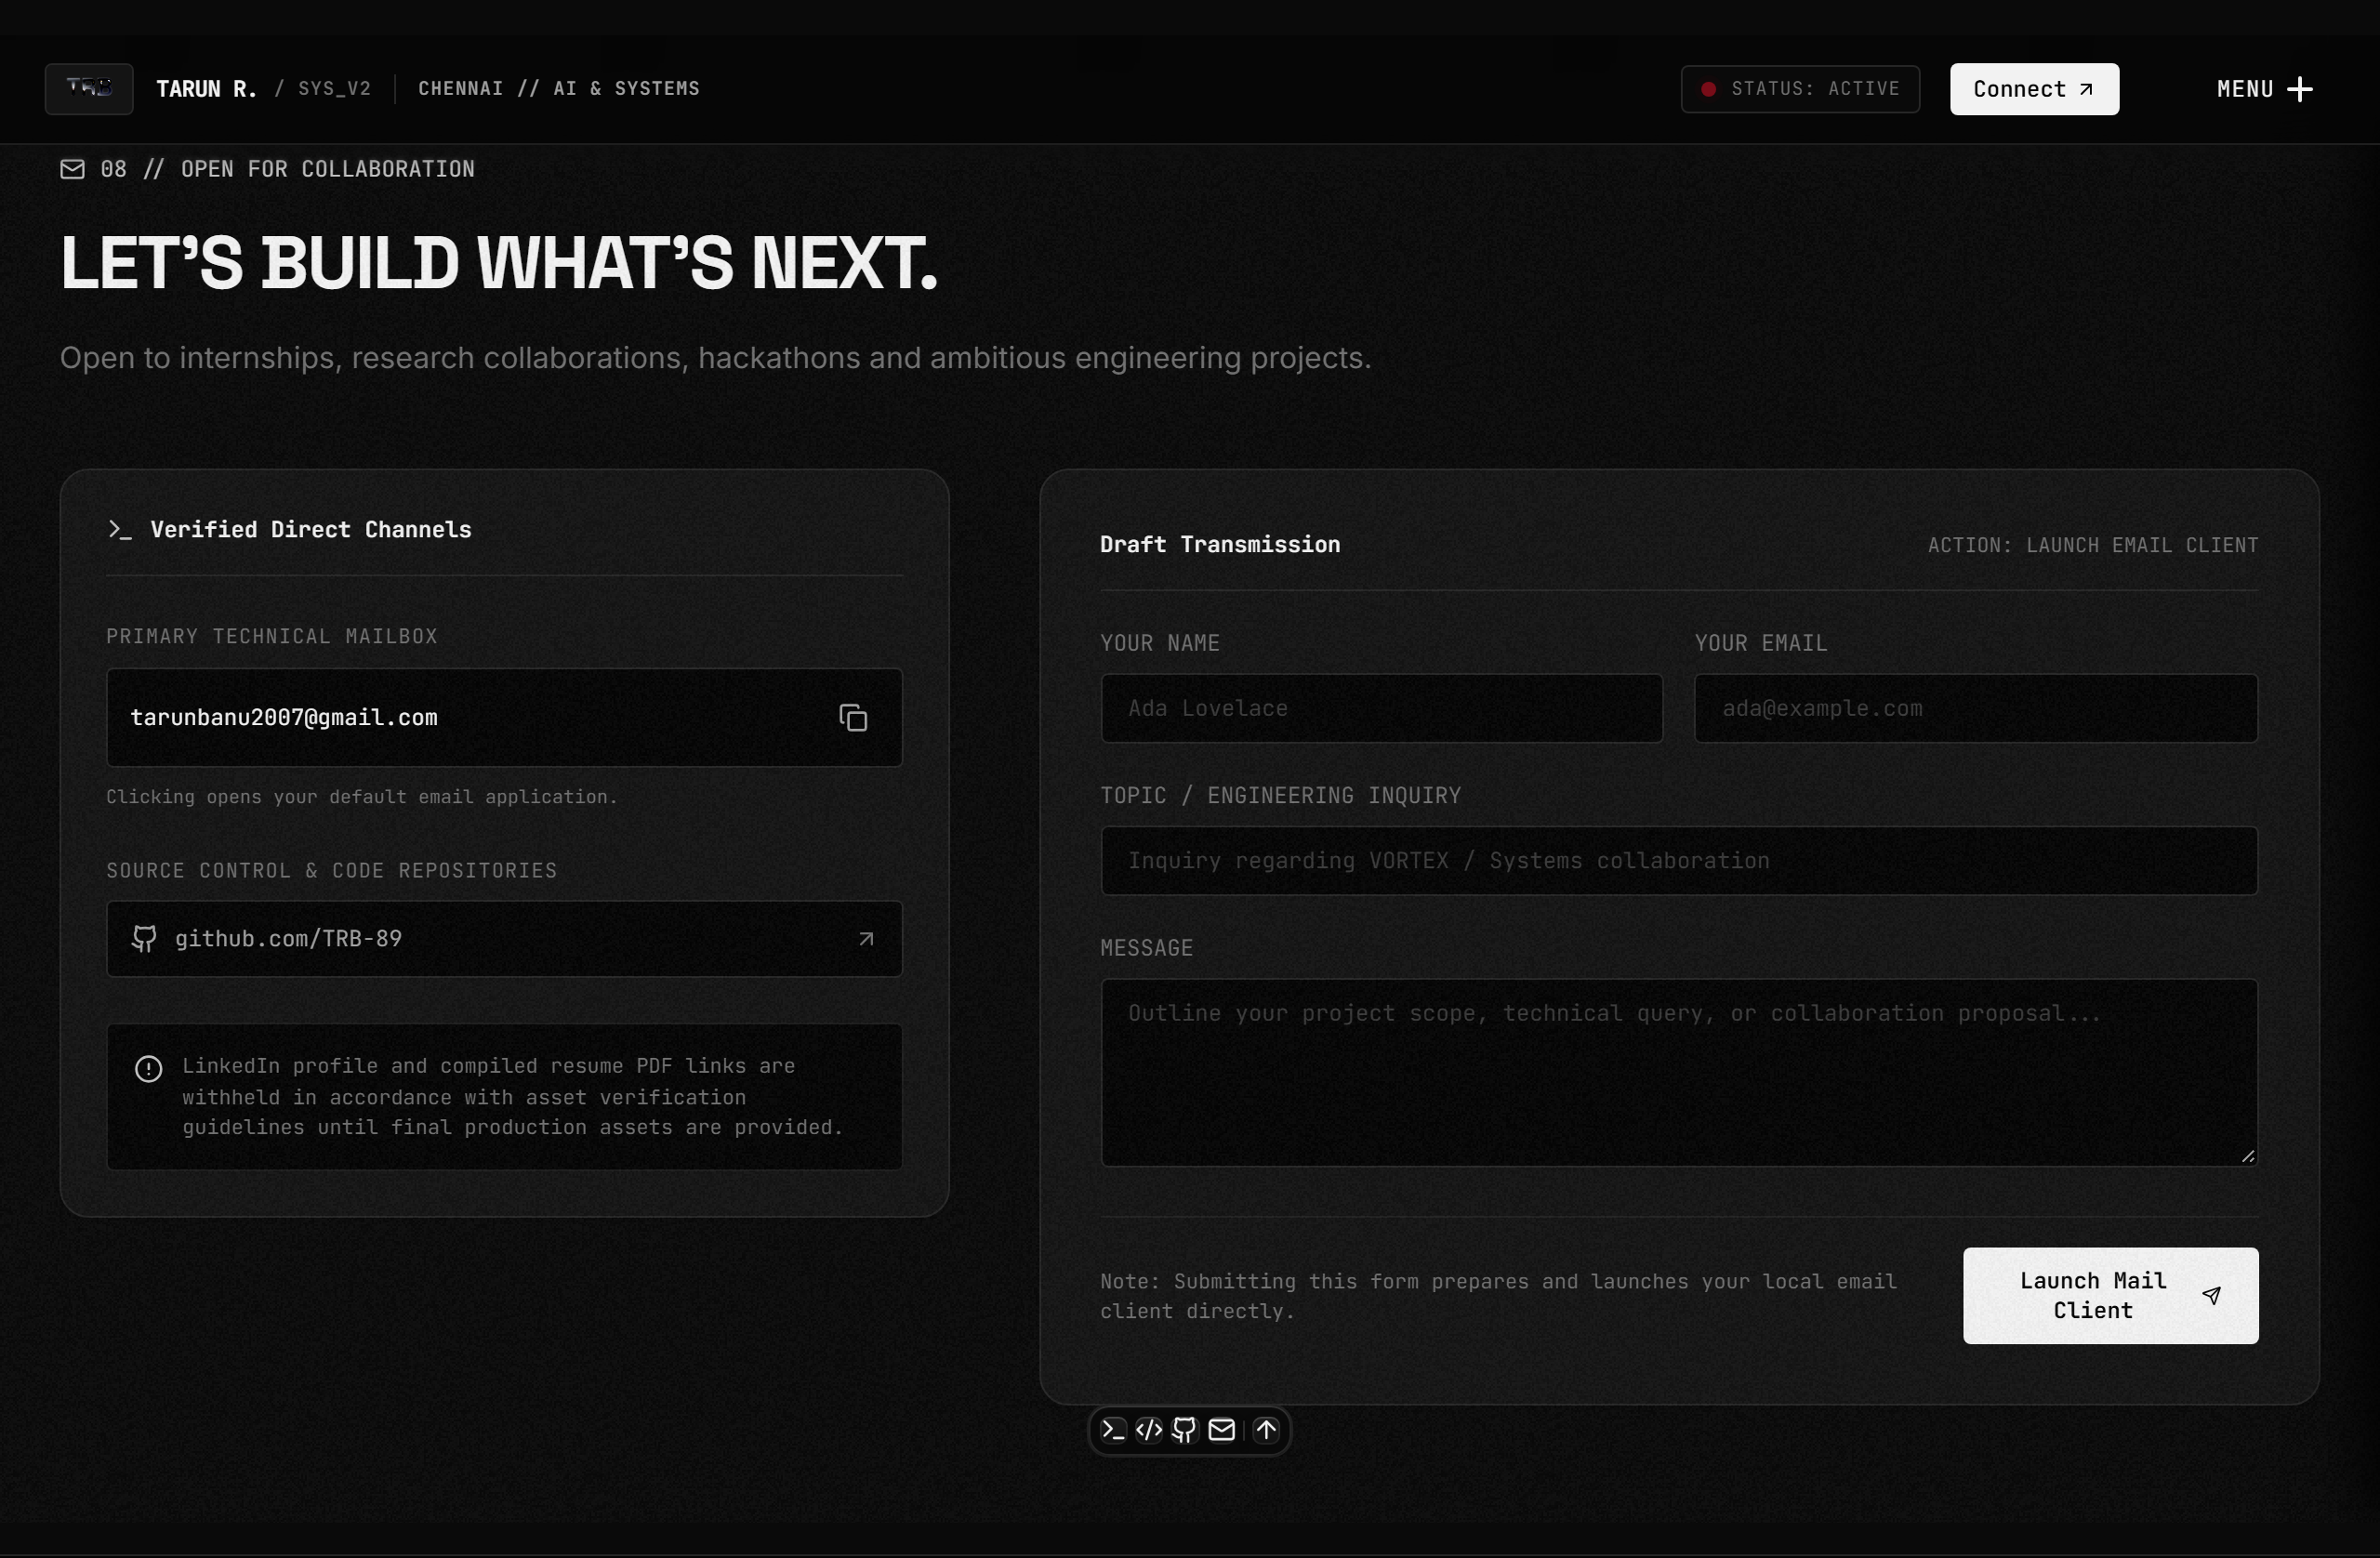 TRB
TARUN R. / SYS_V2
CHENNAI // AI & SYSTEMS
STATUS: ACTIVE
Connect
MENU
08 // OPEN FOR COLLABORATION
LET’S BUILD WHAT’S NEXT.
Open to internships, research collaborations, hackathons and ambitious engineering projects.
Verified Direct Channels
PRIMARY TECHNICAL MAILBOX
tarunbanu2007@gmail.com
Clicking opens your default email application.
SOURCE CONTROL & CODE REPOSITORIES
github.com/TRB-89
LinkedIn profile and compiled resume PDF links are
withheld in accordance with asset verification
guidelines until final production assets are provided.
Draft Transmission
ACTION: LAUNCH EMAIL CLIENT
YOUR NAME
YOUR EMAIL
Ada Lovelace
ada@example.com
TOPIC / ENGINEERING INQUIRY
Inquiry regarding VORTEX / Systems collaboration
MESSAGE
Outline your project scope, technical query, or collaboration proposal...
Note: Submitting this form prepares and launches your local email
client directly.
Launch Mail
Client